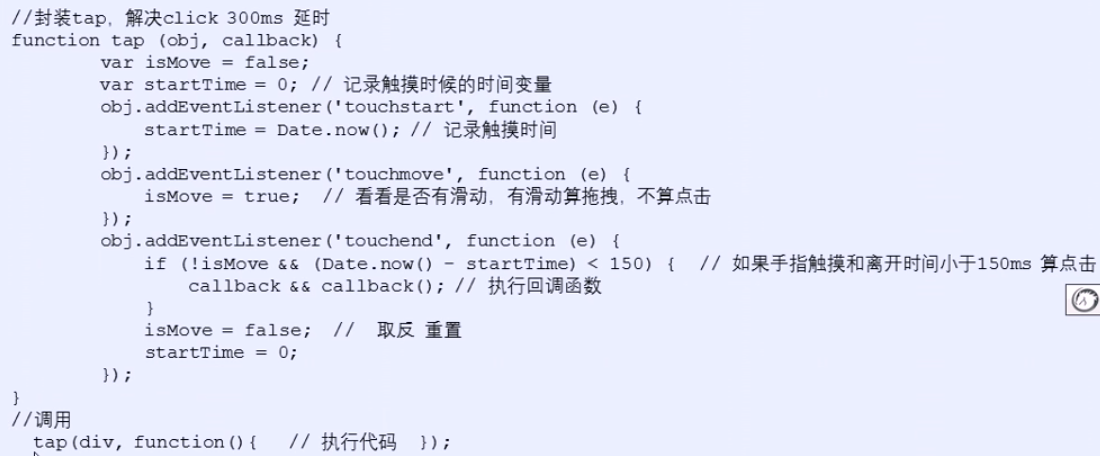 //封装tap，解决click 300ms 延时
function tap (obj, callback) {
        var isMove = false;
        var startTime = 0; // 记录触摸时候的时间变量
        obj.addEventListener('touchstart', function (e) {
            startTime = Date.now(); // 记录触摸时间
        });
        obj.addEventListener('touchmove', function (e) {
            isMove = true;  // 看看是否有滑动，有滑动算拖拽，不算点击
        });
        obj.addEventListener('touchend', function (e) {
            if (!isMove && (Date.now() - startTime) < 150) {  // 如果手指触摸和离开时间小于150ms 算点击
                callback && callback(); // 执行回调函数
            }
            isMove = false;  //  取反 重置
            startTime = 0;
        });
}
//调用
  tap(div, function(){   // 执行代码  });